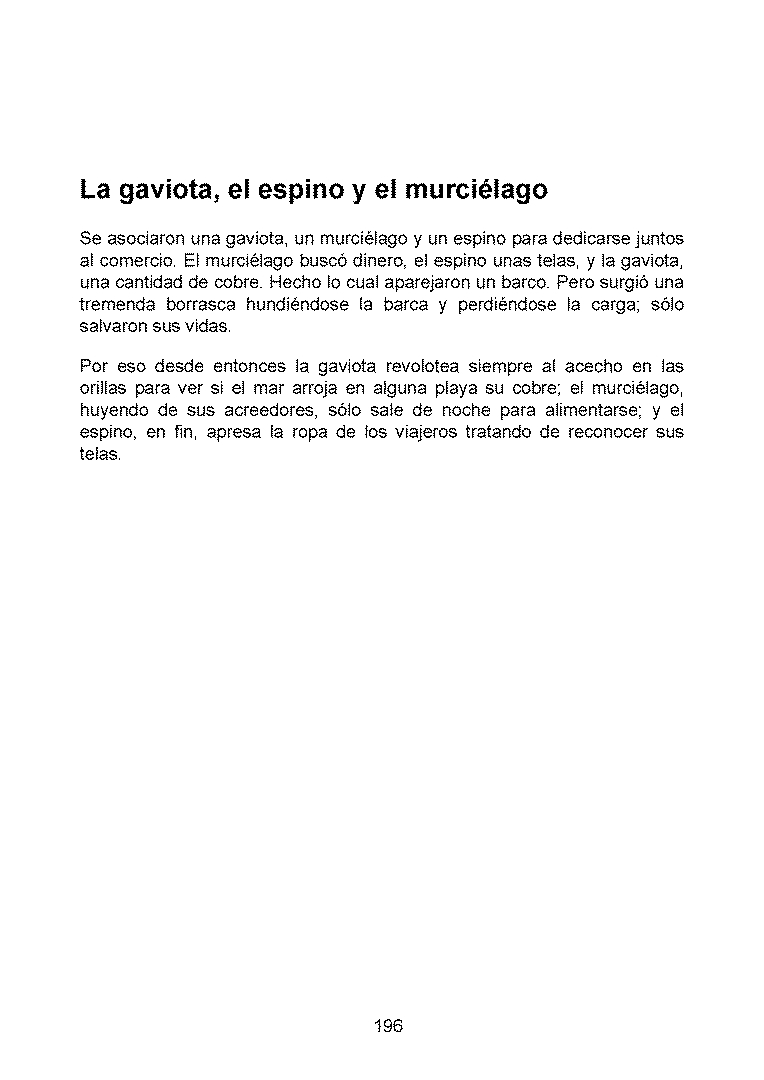 La gaviota, el espino y el murciélago
Se asociaron una gaviota, un murciélago y un espino para dedicarse juntos
al comercio. El murciélago buscó dinero, el espino unas telas, y la gaviota,
una cantidad de cobre. Hecho lo cual aparejaron un barco. Pero surgió una
tremenda borrasca hundiéndose la barca y perdiéndose la carga; sólo
salvaron sus vidas.
Por eso desde entonces la gaviota revolotea siempre al acecho en las
orillas para ver si el mar arroja en alguna playa su cobre; el murciélago,
huyendo de sus acreedores, sólo sale de noche para alimentarse; y el
espino, en fin, apresa la ropa de los viajeros tratando de reconocer sus
telas.
196